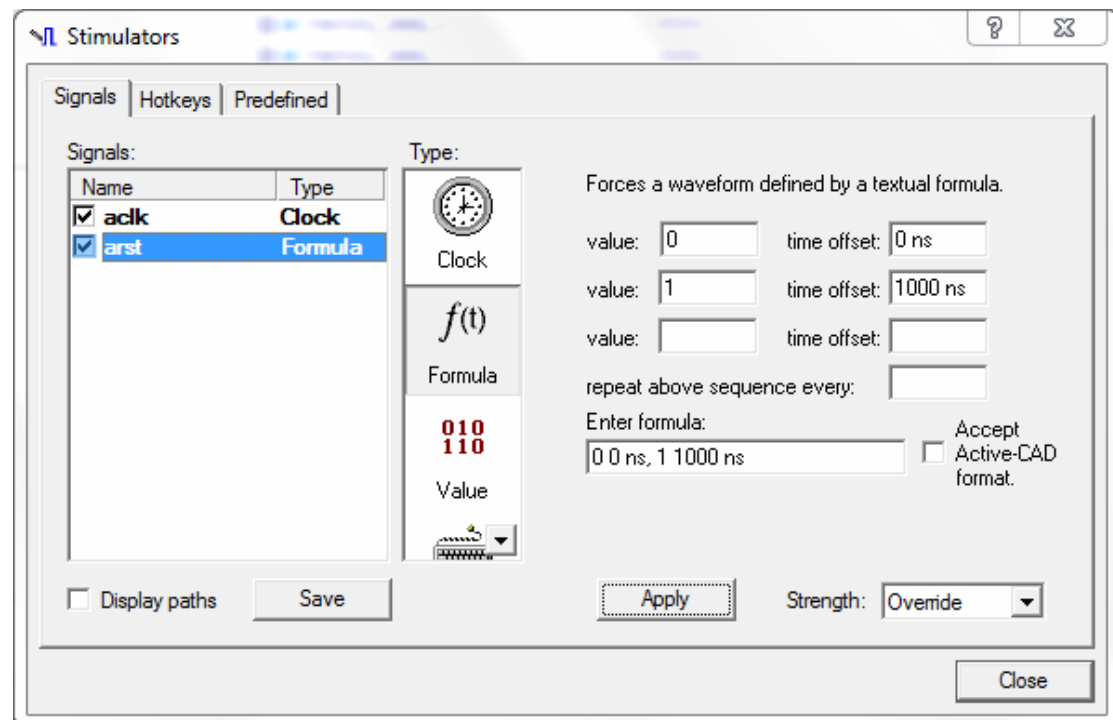 Stimulators
Signals Hotkeys Predefined
Signals:
Name Type
aclk Clock
arst Formula
Type:
Clock
f(t)
Formula
010
110
Value
Forces a waveform defined by a textual formula.
value: 0 time offset: 0 ns
value: 1 time offset: 1000 ns
value: time offset:
repeat above sequence every:
Enter formula:
0 0 ns, 1 1000 ns
Accept
Active-CAD
format.
Display paths Save Apply Strength: Override
Close